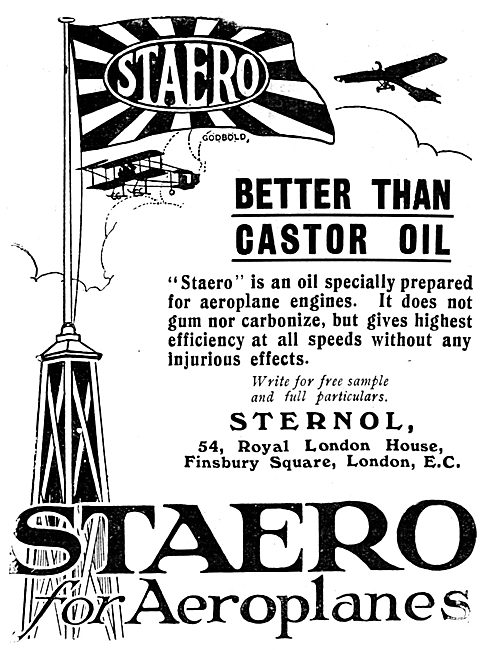 STAERO
GODBOLD,
BETTER THAN
CASTOR OIL
"Staero" is an oil specially prepared
for aeroplane engines. It does not
gum nor carbonize, but gives highest
efficiency at all speeds without any
injurious effects.
Write for free sample
and full particulars.
STERNOL,
54, Royal London House,
Finsbury Square, London, E.C.
STAERO
for Aeroplanes